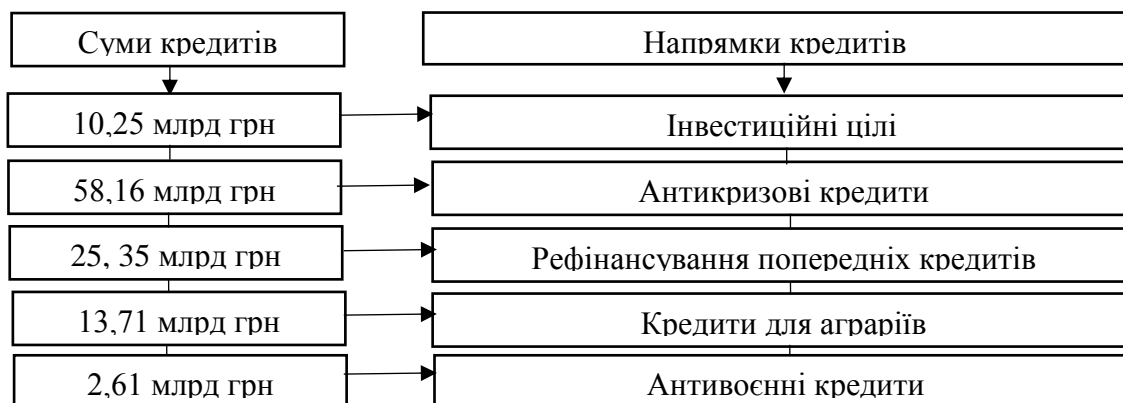 Суми кредитів
Напрямки кредитів
10,25 млрд грн
Інвестиційні цілі
58,16 млрд грн
Антикризові кредити
25, 35 млрд грн
Рефінансування попередніх кредитів
13,71 млрд грн
Кредити для аграріїв
2,61 млрд грн
Антивоєнні кредити